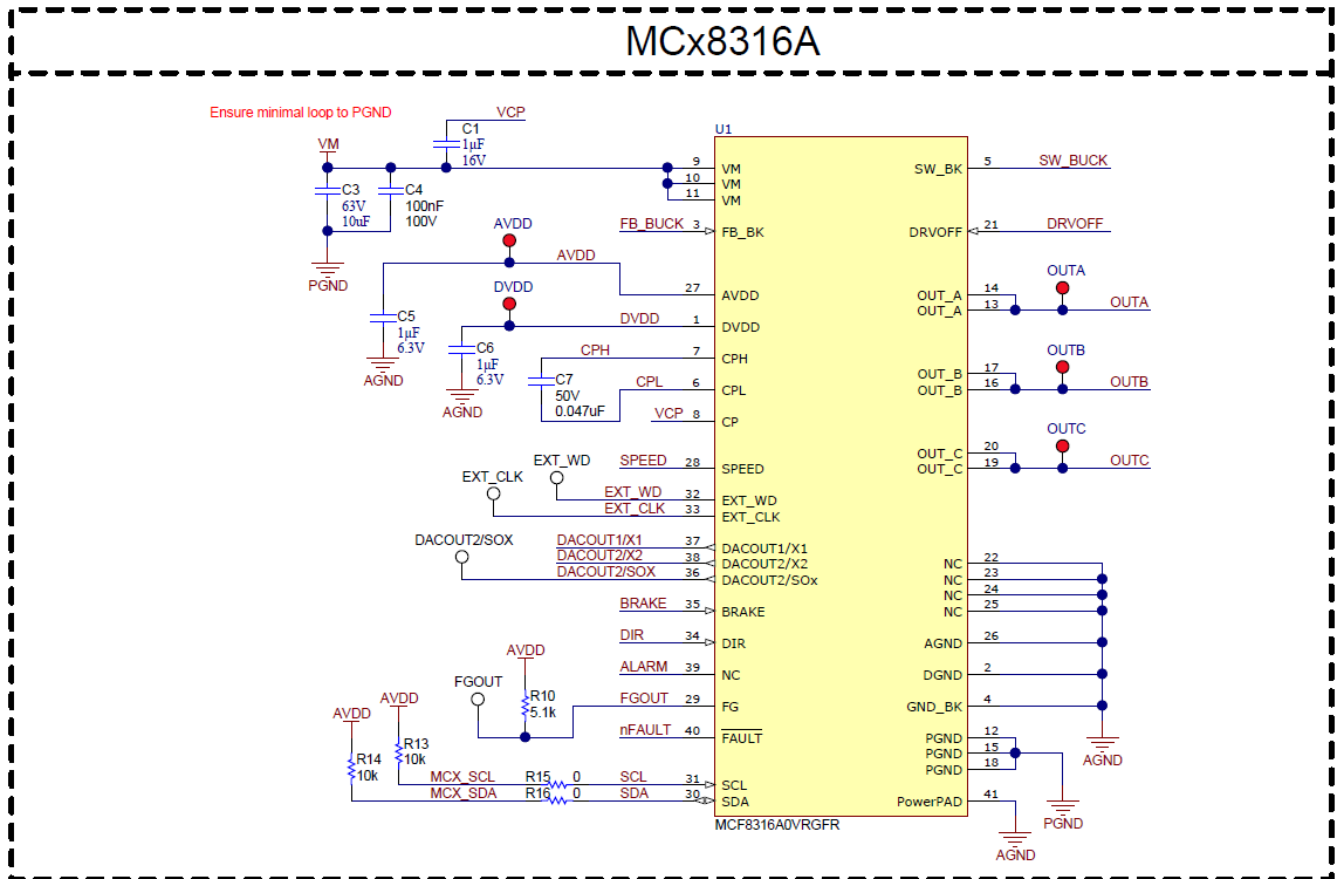 MCx8316A
Ensure minimal loop to PGND
VCP
C1
1µF
16V
VM
C3
63V
10uF
C4
100nF
100V
PGND
U1
9 VM
10 VM
11 VM
FB_BUCK 3 FB_BK
AVDD
AVDD
27 AVDD
DVDD
DVDD 1 DVDD
C5
1µF
6.3V
AGND
C6
1µF
6.3V
AGND
CPH 7 CPH
C7
50V
0.047uF
CPL 6 CPL
VCP 8 CP
SPEED 28 SPEED
EXT_WD
EXT_CLK
EXT_WD 32 EXT_WD
EXT_CLK 33 EXT_CLK
DACOUT2/SOX
DACOUT1/X1 37 DACOUT1/X1
DACOUT2/X2 38 DACOUT2/X2
DACOUT2/SOX 36 DACOUT2/SOx
BRAKE 35 BRAKE
DIR 34 DIR
ALARM 39 NC
AVDD
R10
5.1k
FGOUT
FGOUT 29 FG
nFAULT 40 FAULT
AVDD
AVDD
R13
10k
R14
10k
MCX_SCL R15 0 SCL 31 SCL
MCX_SDA R16 0 SDA 30 SDA
SW_BK 5 SW_BUCK
DRVOFF 21 DRVOFF
OUTA
OUT_A 14
OUT_A 13 OUTA
OUTB
OUT_B 17
OUT_B 16 OUTB
OUTC
OUT_C 20
OUT_C 19 OUTC
NC 22
NC 23
NC 24
NC 25
AGND 26
DGND 2
GND_BK 4
AGND
PGND 12
PGND 15
PGND 18
PGND
PowerPAD 41
AGND
MCF8316A0VRGFR